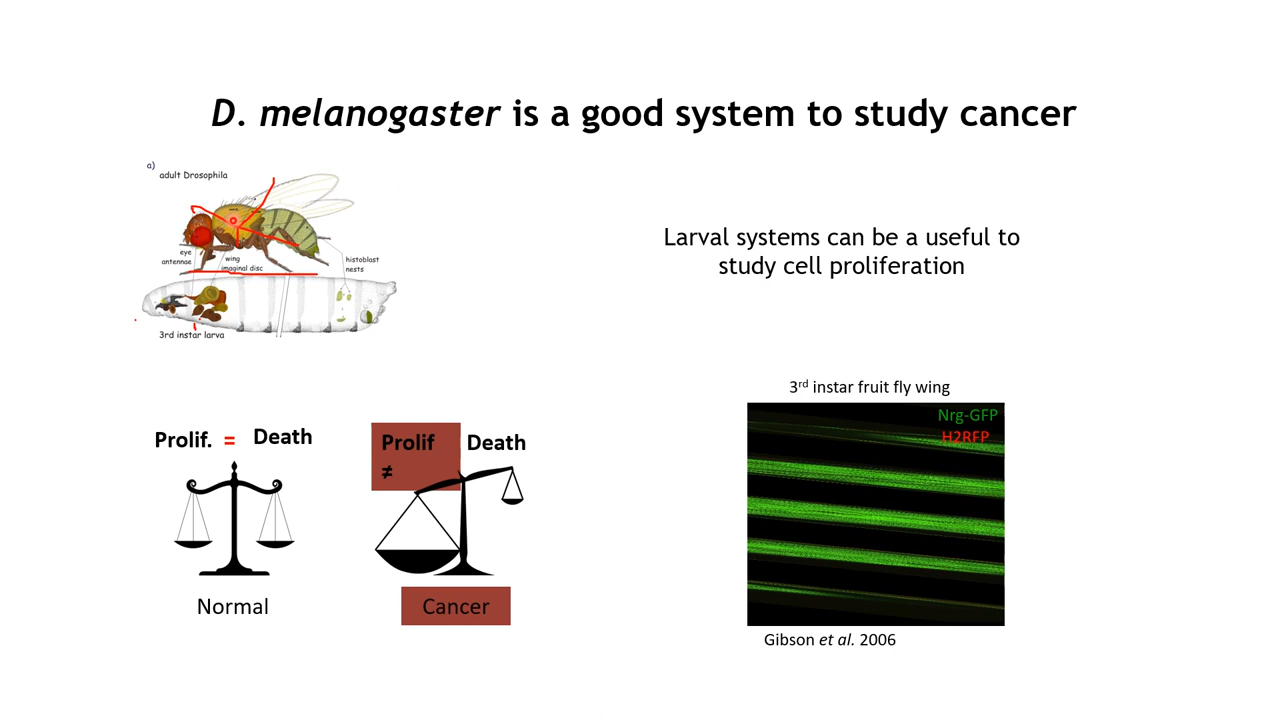 D. melanogaster is a good system to study cancer
a)
adult Drosophila
eye
antennae
wing
imaginal disc
histoblast
nests
3rd instar larva
Larval systems can be a useful to
study cell proliferation
Prolif. = Death
Normal
Prolif
≠
Death
Cancer
3rd instar fruit fly wing
Nrg-GFP
H2RFP
Gibson et al. 2006